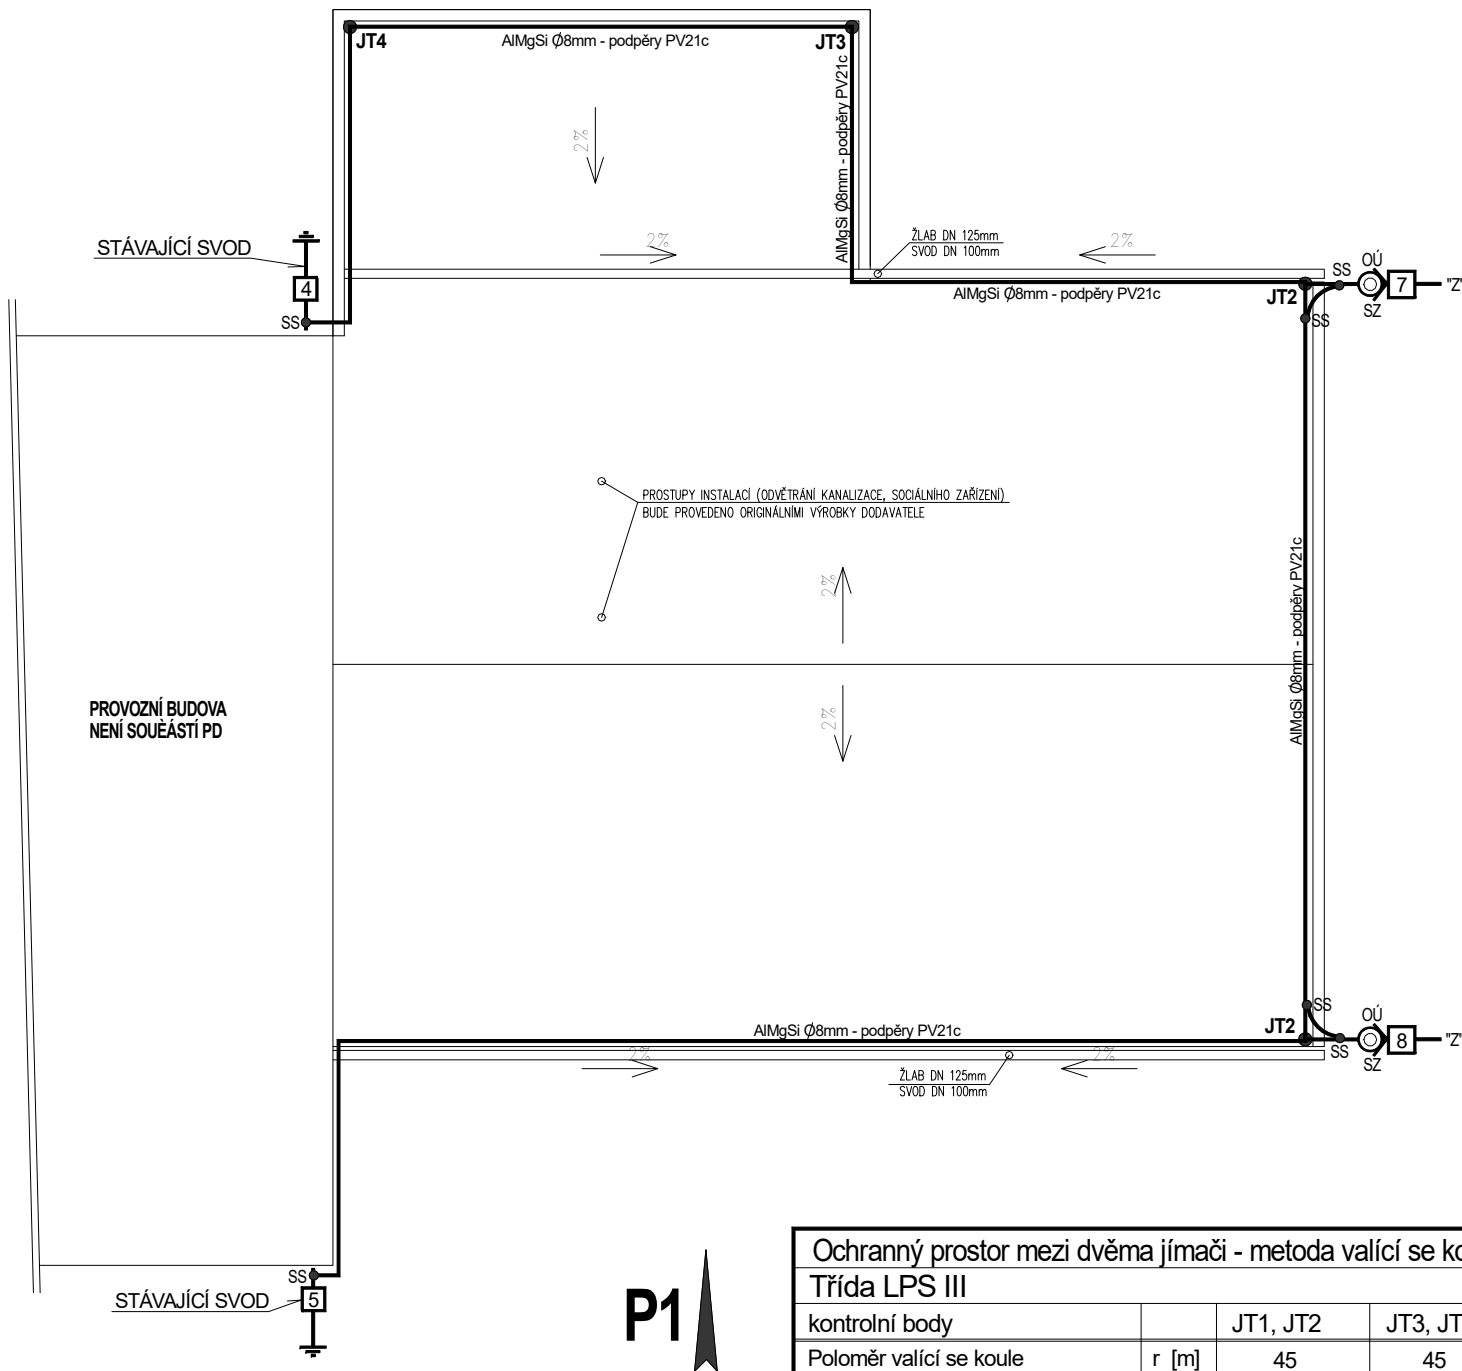 JT4
AlMgSi Ø8mm - podpěry PV21c
JT3
AlMgSi Ø8mm - podpěry PV21c
2%
STÁVAJÍCÍ SVOD
4
SS
2%
ŽLAB DN 125mm
SVOD DN 100mm
2%
AlMgSi Ø8mm - podpěry PV21c
JT2
SS
OÚ
SZ
7
"Z"
SS
PROSTUPY INSTALACÍ (ODVĚTRÁNÍ KANALIZACE, SOCIÁLNÍHO ZAŘÍZENÍ)
BUDE PROVEDENO ORIGINÁLNÍMI VÝROBKY DODAVATELE
2%
AlMgSi Ø8mm - podpěry PV21c
PROVOZNÍ BUDOVA
NENÍ SOUÈÁSTÍ PD
2%
SS
AlMgSi Ø8mm - podpěry PV21c
JT2
SS
OÚ
SZ
8
"Z"
2%
ŽLAB DN 125mm
SVOD DN 100mm
2%
SS
STÁVAJÍCÍ SVOD
5
P1
Ochranný prostor mezi dvěma jímači - metoda valící se ko
Třída LPS III
kontrolní body JT1, JT2 JT3, JT
Poloměr valící se koule r [m] 45 45